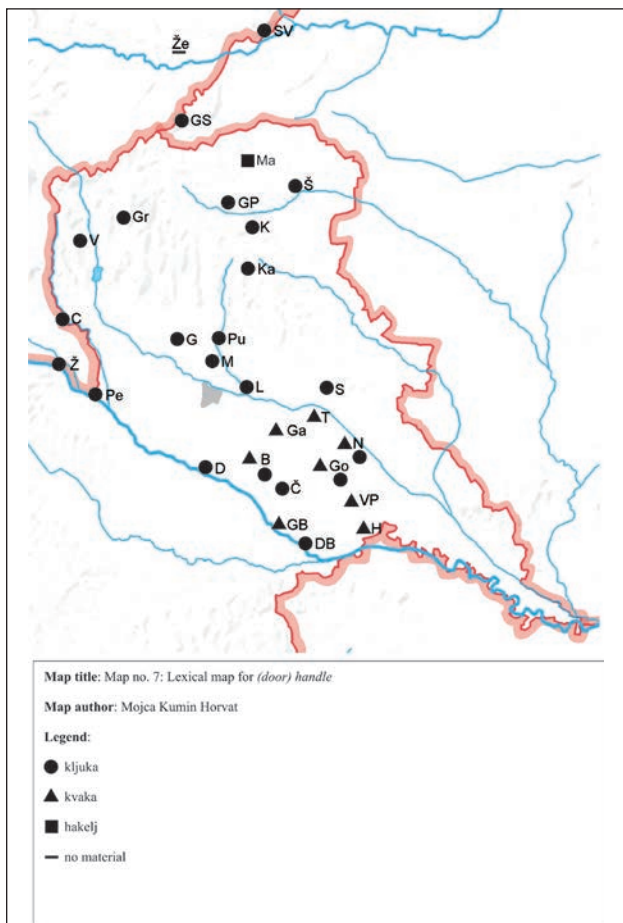 SV
Že
GS
Ma
Š
GP
Gr
K
V
Ka
C
G
Pu
M
Ž
L
S
Pe
T
Ga
N
B
Go
D
Č
VP
GB
H
DB
Map title: Map no. 7: Lexical map for (door) handle
Map author: Mojca Kumin Horvat
Legend:
kljuka
kvaka
hakelj
no material